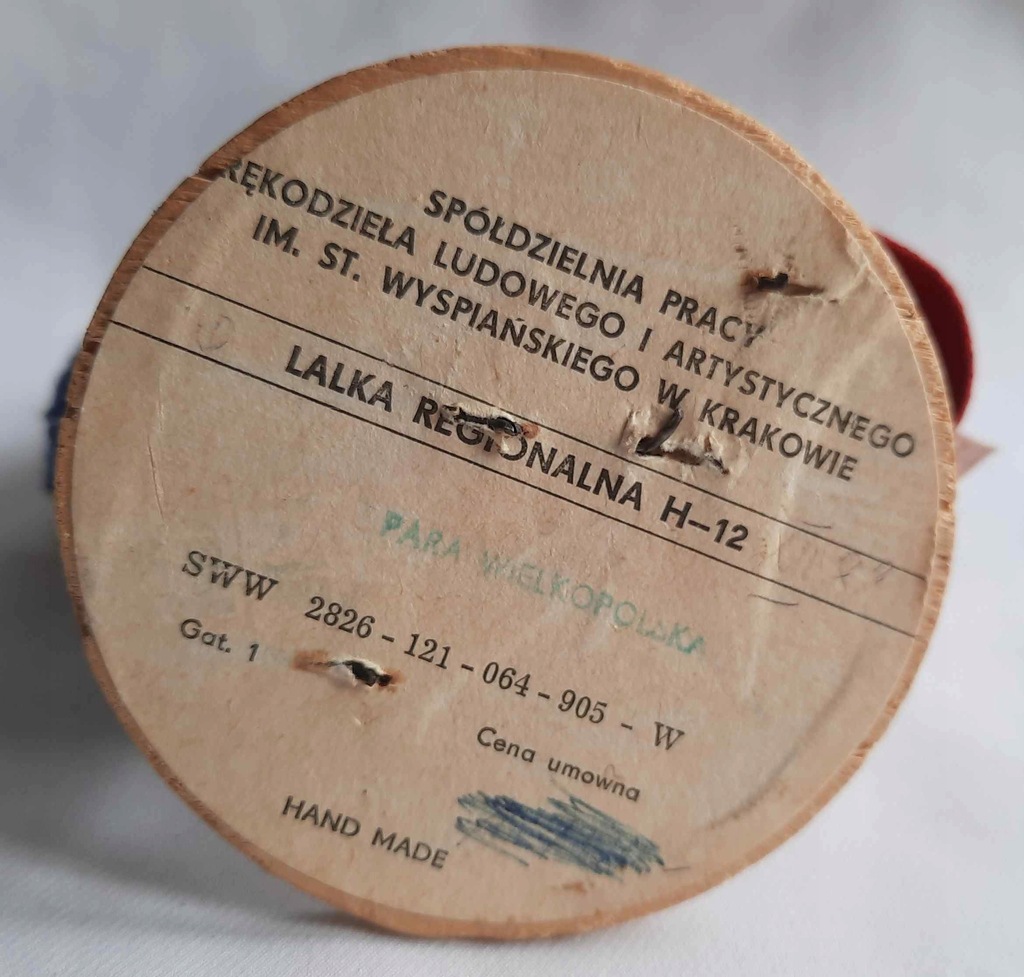 SPÓŁDZIELNIA PRACY
RĘKODZIEŁA LUDOWEGO I ARTYSTYCZNEGO
IM. ST. WYSPIAŃSKIEGO W KRAKOWIE
LALKA REGIONALNA H-12
PARA WIELKOPOLSKA
SWW 2826 - 121 - 064 - 905 - W
Gat. 1
Cena umowna
HAND MADE